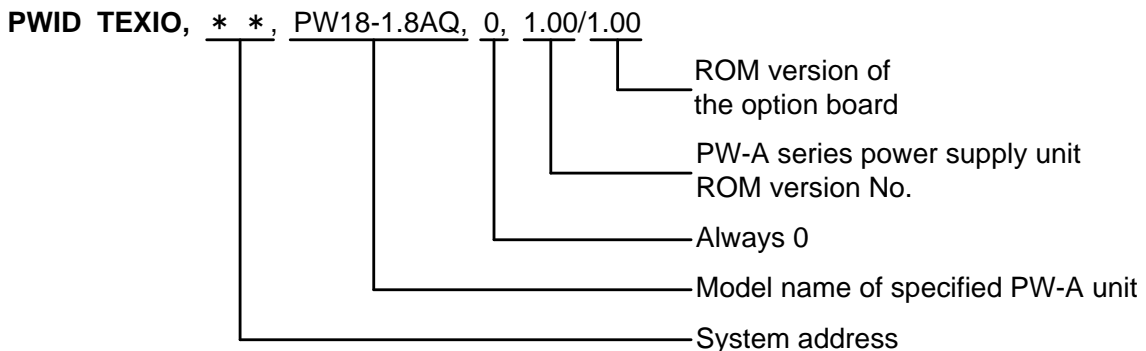 PWID TEXIO, * *, PW18-1.8AQ, 0, 1.00/1.00
ROM version of
the option board
PW-A series power supply unit
ROM version No.
Always 0
Model name of specified PW-A unit
System address